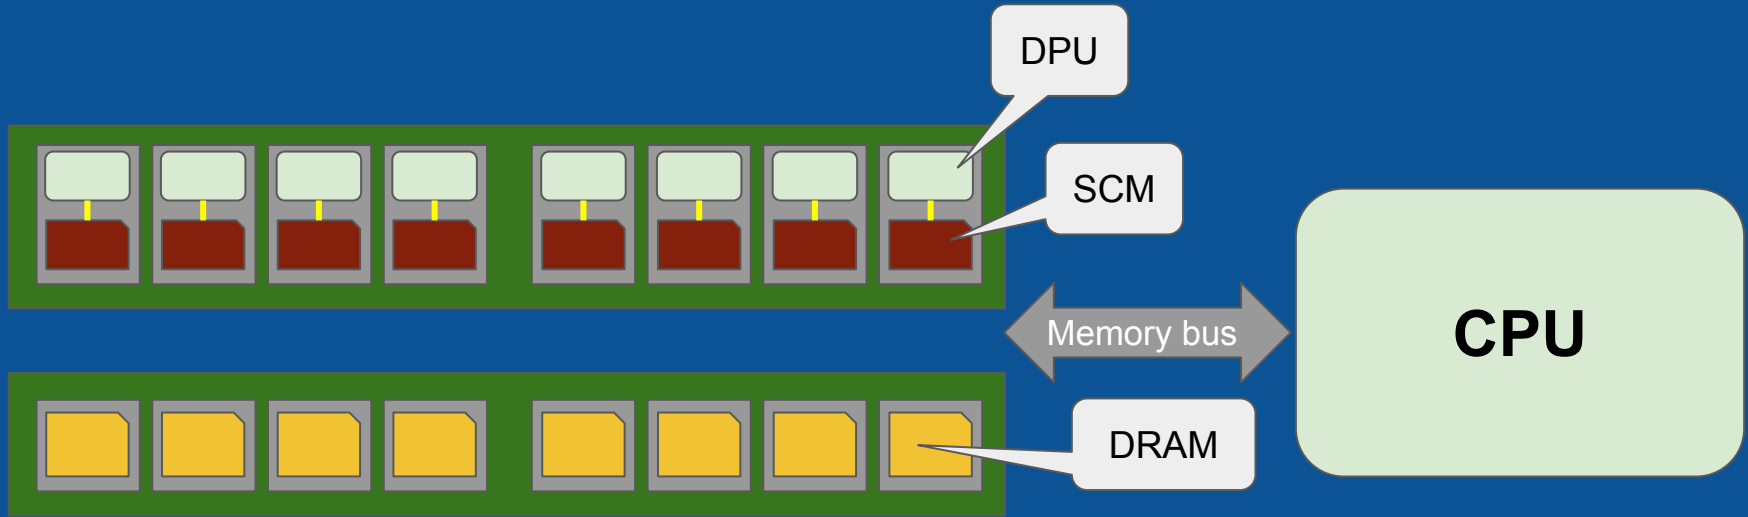 DPU
SCM
Memory bus
CPU
DRAM